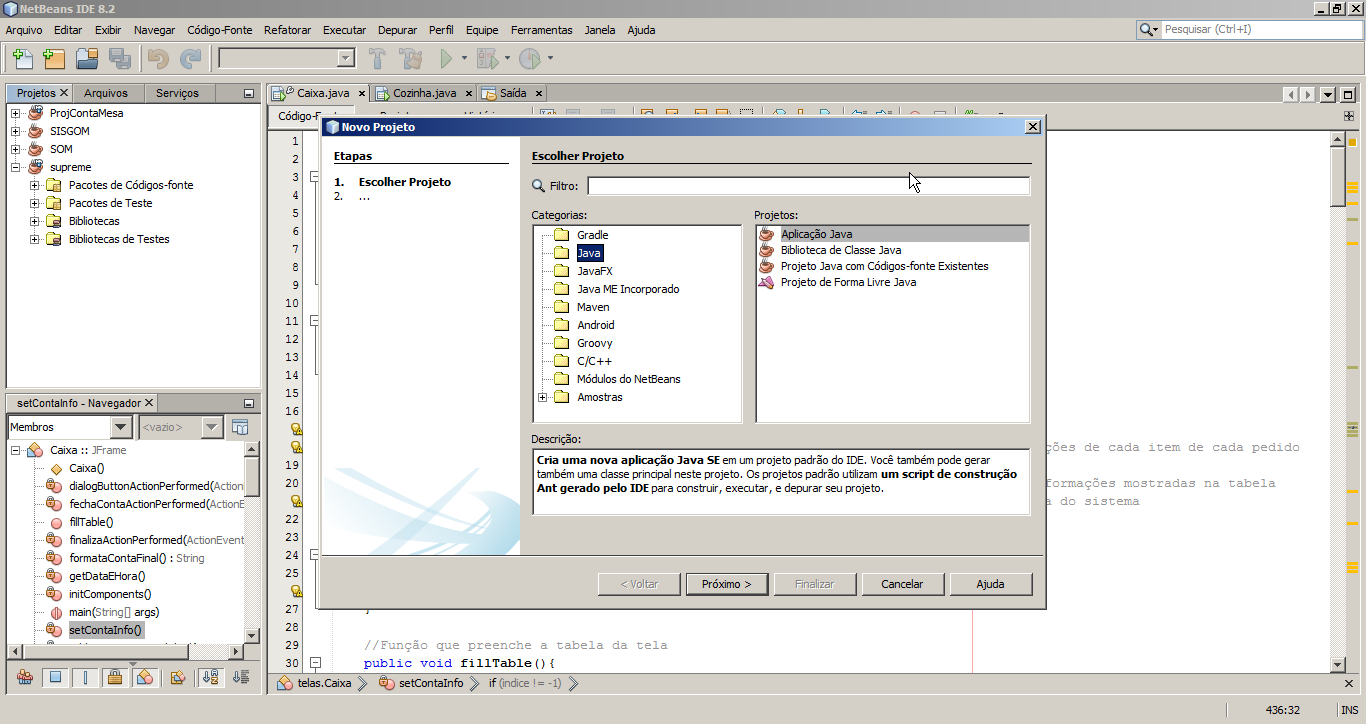 NetBeans IDE 8.2
Arquivo Editar Exibir Navegar Código-Fonte Refatorar Executar Depurar Perfil Equipe Ferramentas Janela Ajuda
Pesquisar (Ctrl+I)
Projetos Arquivos Serviços
ProjContaMesa
SISGOM
SOM
supreme
Pacotes de Códigos-fonte
Pacotes de Teste
Bibliotecas
Bibliotecas de Testes
setContaInfo - Navegador
Membros <vazio>
Caixa :: JFrame
Caixa()
dialogButtonActionPerformed(Action
fechaContaActionPerformed(ActionE
fillTable()
finalizaActionPerformed(ActionEvent
formataContaFinal() : String
getDataEHora()
initComponents()
main(String[] args)
setContaInfo()
Caixa.java Cozinha.java Saída
1
2
3
4
5
6
7
8
9
10
11
12
13
14
15
16
19 ções de cada item de cada pedido
20
formações mostradas na tabela
22 a do sistema
23
24
25
27 }
28
29 //Função que preenche a tabela da tela
30 public void fillTable(){
Novo Projeto
Etapas
1. Escolher Projeto
2. ...
Escolher Projeto
Filtro:
Categorias:
Gradle
Java
JavaFX
Java ME Incorporado
Maven
Android
Groovy
C/C++
Módulos do NetBeans
Amostras
Projetos:
Aplicação Java
Biblioteca de Classe Java
Projeto Java com Códigos-fonte Existentes
Projeto de Forma Livre Java
Descrição:
Cria uma nova aplicação Java SE em um projeto padrão do IDE. Você também pode gerar
também uma classe principal neste projeto. Os projetos padrão utilizam um script de construção
Ant gerado pelo IDE para construir, executar, e depurar seu projeto.
< Voltar Próximo > Finalizar Cancelar Ajuda
telas.Caixa setContaInfo if (indice != -1)
436:32 INS